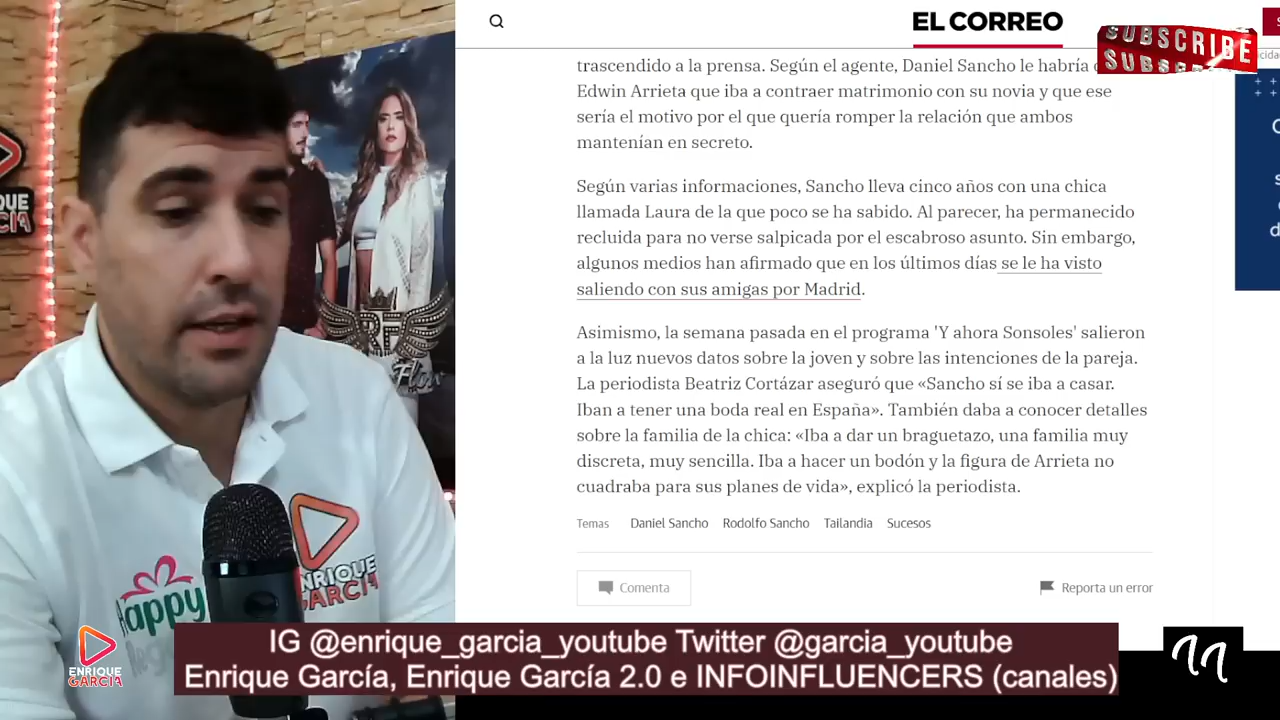 EL CORREO
SUBSCRIBE
trascendido a la prensa. Según el agente, Daniel Sancho le habría
Edwin Arrieta que iba a contraer matrimonio con su novia y que ese
sería el motivo por el que quería romper la relación que ambos
mantenían en secreto.
Según varias informaciones, Sancho lleva cinco años con una chica
llamada Laura de la que poco se ha sabido. Al parecer, ha permanecido
recluida para no verse salpicada por el escabroso asunto. Sin embargo,
algunos medios han afirmado que en los últimos días se le ha visto
saliendo con sus amigas por Madrid.
Asimismo, la semana pasada en el programa 'Y ahora Sonsoles' salieron
a la luz nuevos datos sobre la joven y sobre las intenciones de la pareja.
La periodista Beatriz Cortázar aseguró que «Sancho sí se iba a casar.
Iban a tener una boda real en España». También daba a conocer detalles
sobre la familia de la chica: «Iba a dar un braguetazo, una familia muy
discreta, muy sencilla. Iba a hacer un bodón y la figura de Arrieta no
cuadraba para sus planes de vida», explicó la periodista.
Temas Daniel Sancho Rodolfo Sancho Tailandia Sucesos
Comenta
Reporta un error
Happy
ENRIQUE
GARCÍA
IG @enrique_garcia_youtube Twitter @garcia_youtube
Enrique García, Enrique García 2.0 e INFONFLUENCERS (canales)